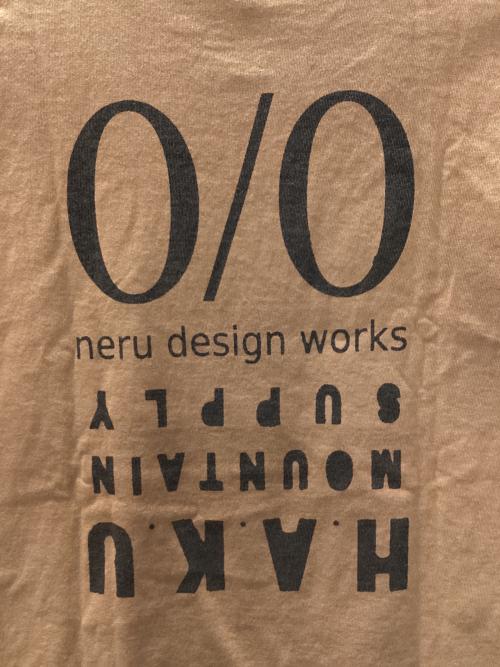 0/0
neru design works
H.A.K.U
MOUNTAIN
SUPPLY